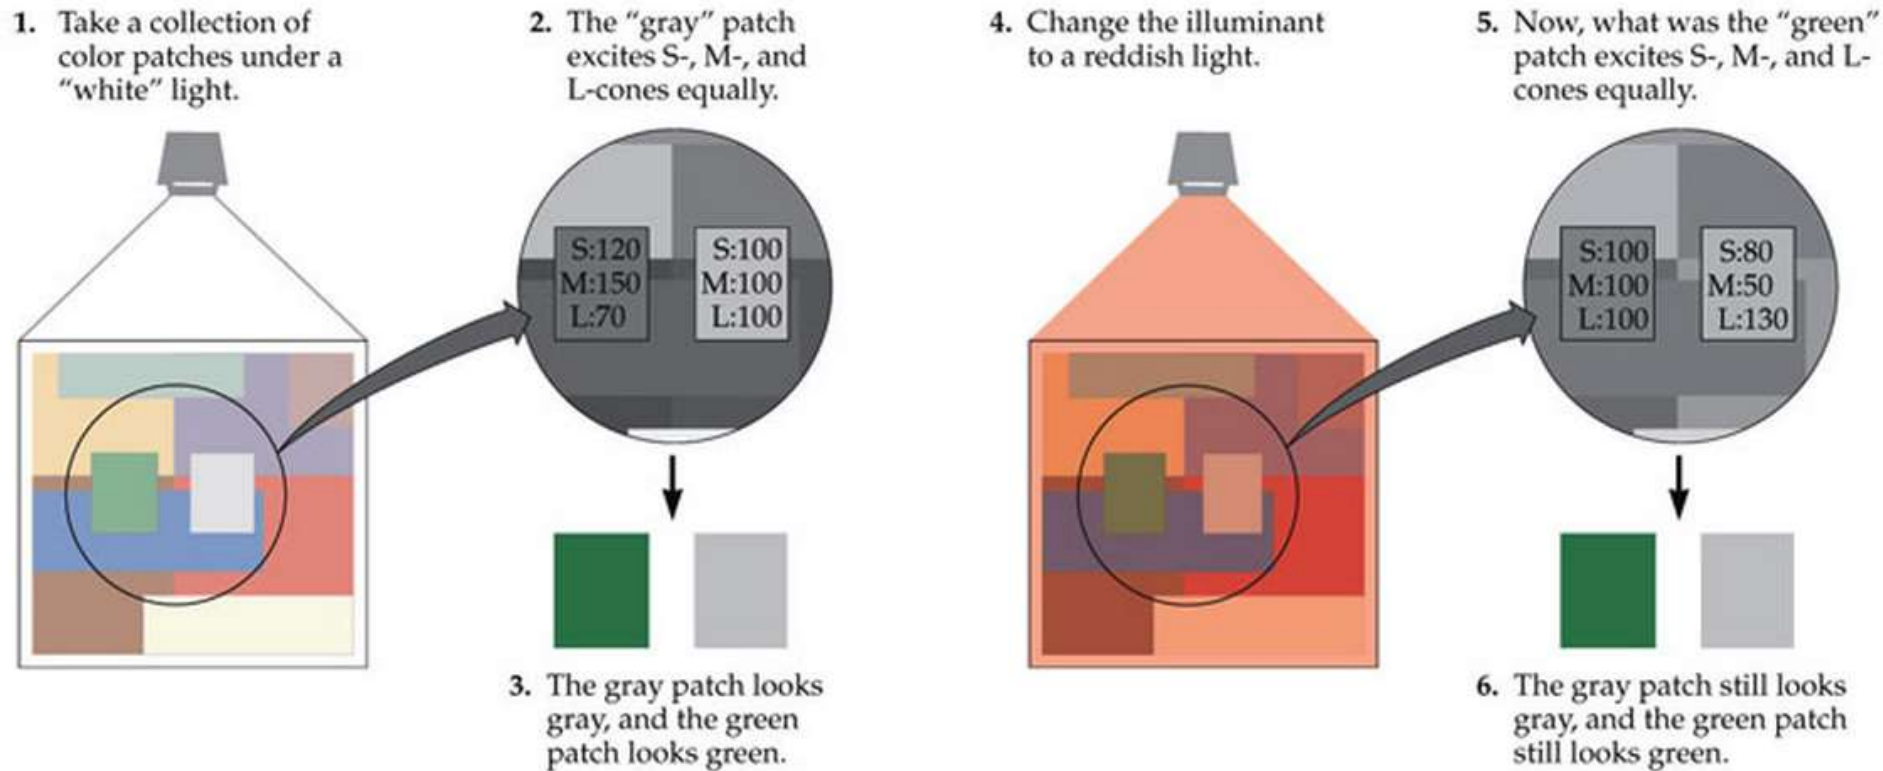 1. Take a collection of
color patches under a
“white” light.
2. The “gray” patch
excites S-, M-, and
L-cones equally.
S:120
M:150
L:70
S:100
M:100
L:100
3. The gray patch looks
gray, and the green
patch looks green.
4. Change the illuminant
to a reddish light.
5. Now, what was the “green”
patch excites S-, M-, and L-
cones equally.
S:100
M:100
L:100
S:80
M:50
L:130
6. The gray patch still looks
gray, and the green patch
still looks green.